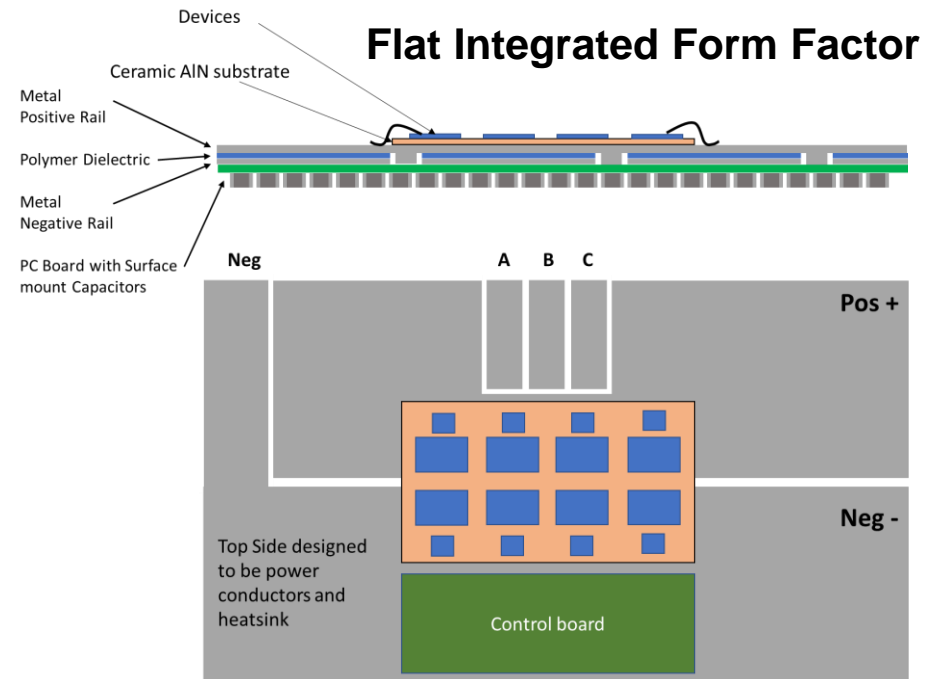 Flat Integrated Form Factor
Devices
Ceramic AlN substrate
Metal
Positive Rail
Polymer Dielectric
Metal
Negative Rail
PC Board with Surface
mount Capacitors
Neg
A
B
C
Pos +
Neg -
Top Side designed
to be power
conductors and
heatsink
Control board